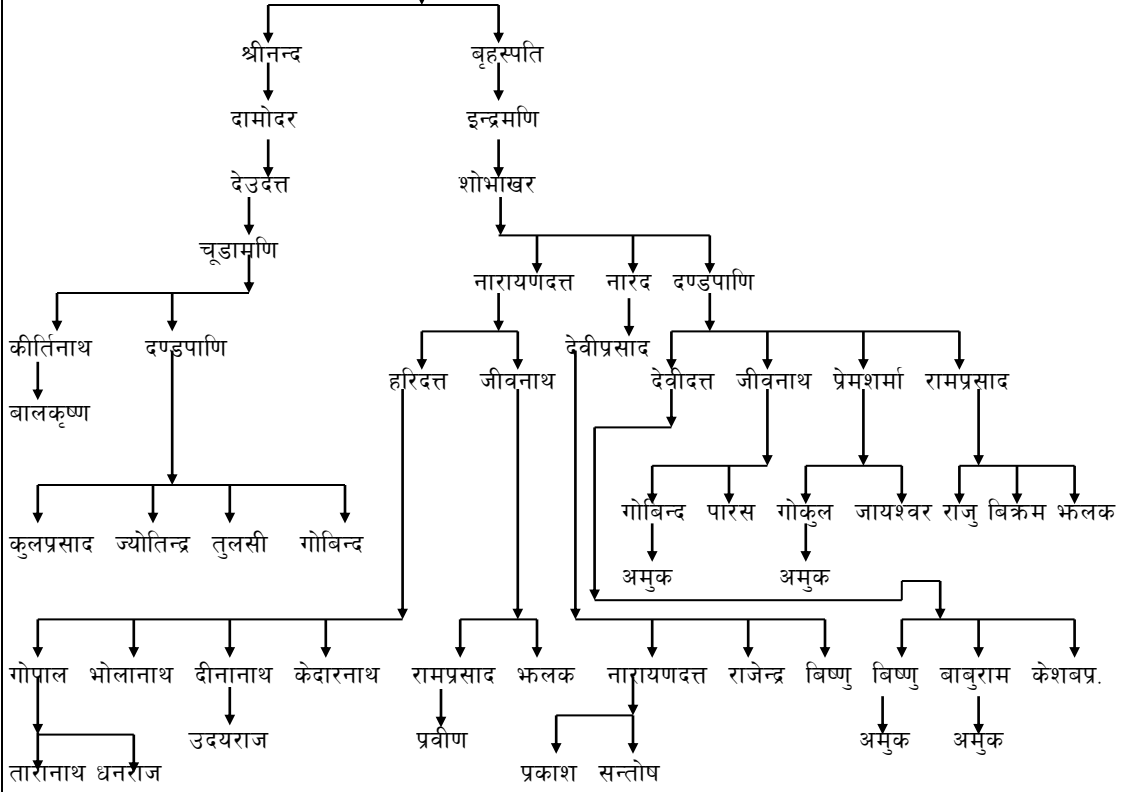 श्रीनन्द बृहस्पति
दामोदर इन्द्रमणि
देउदत्त शोभाखर
चूडामणि
नारायणदत्त नारद दण्डपाणि
कीर्तिनाथ दण्डपाणि देवीप्रसाद
हरिदत्त जीवनाथ देवीदत्त जीवनाथ प्रेमशर्मा रामप्रसाद
बालकृष्ण
गोबिन्द पारस गोकुल जायश्वर राजु बिक्रम झलक
कुलप्रसाद ज्योतिन्द्र तुलसी गोबिन्द
अमुक अमुक
गोपाल भोलानाथ दीनानाथ केदारनाथ रामप्रसाद झलक नारायणदत्त राजेन्द्र बिष्णु बिष्णु बाबुराम केशबप्र.
उदयराज प्रवीण अमुक अमुक
तारानाथ धनराज प्रकाश सन्तोष